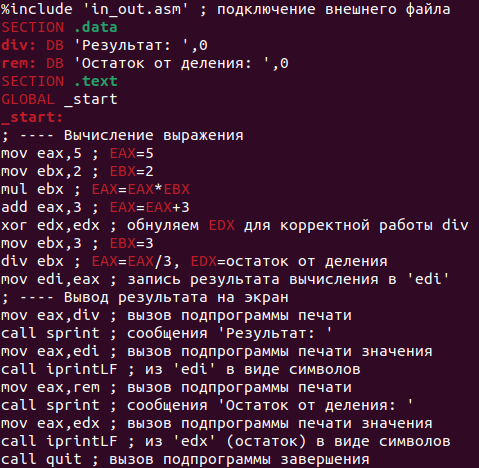 %include 'in_out.asm' ; подключение внешнего файла
SECTION .data
div: DB 'Результат: ',0
rem: DB 'Остаток от деления: ',0
SECTION .text
GLOBAL _start
_start:
; ---- Вычисление выражения
mov eax,5 ; EAX=5
mov ebx,2 ; EBX=2
mul ebx ; EAX=EAX*EBX
add eax,3 ; EAX=EAX+3
xor edx,edx ; обнуляем EDX для корректной работы div
mov ebx,3 ; EBX=3
div ebx ; EAX=EAX/3, EDX=остаток от деления
mov edi,eax ; запись результата вычисления в 'edi'
; ---- Вывод результата на экран
mov eax,div ; вызов подпрограммы печати
call sprint ; сообщения 'Результат: '
mov eax,edi ; вызов подпрограммы печати значения
call iprintLF ; из 'edi' в виде символов
mov eax,rem ; вызов подпрограммы печати
call sprint ; сообщения 'Остаток от деления: '
mov eax,edx ; вызов подпрограммы печати значения
call iprintLF ; из 'edx' (остаток) в виде символов
call quit ; вызов подпрограммы завершения